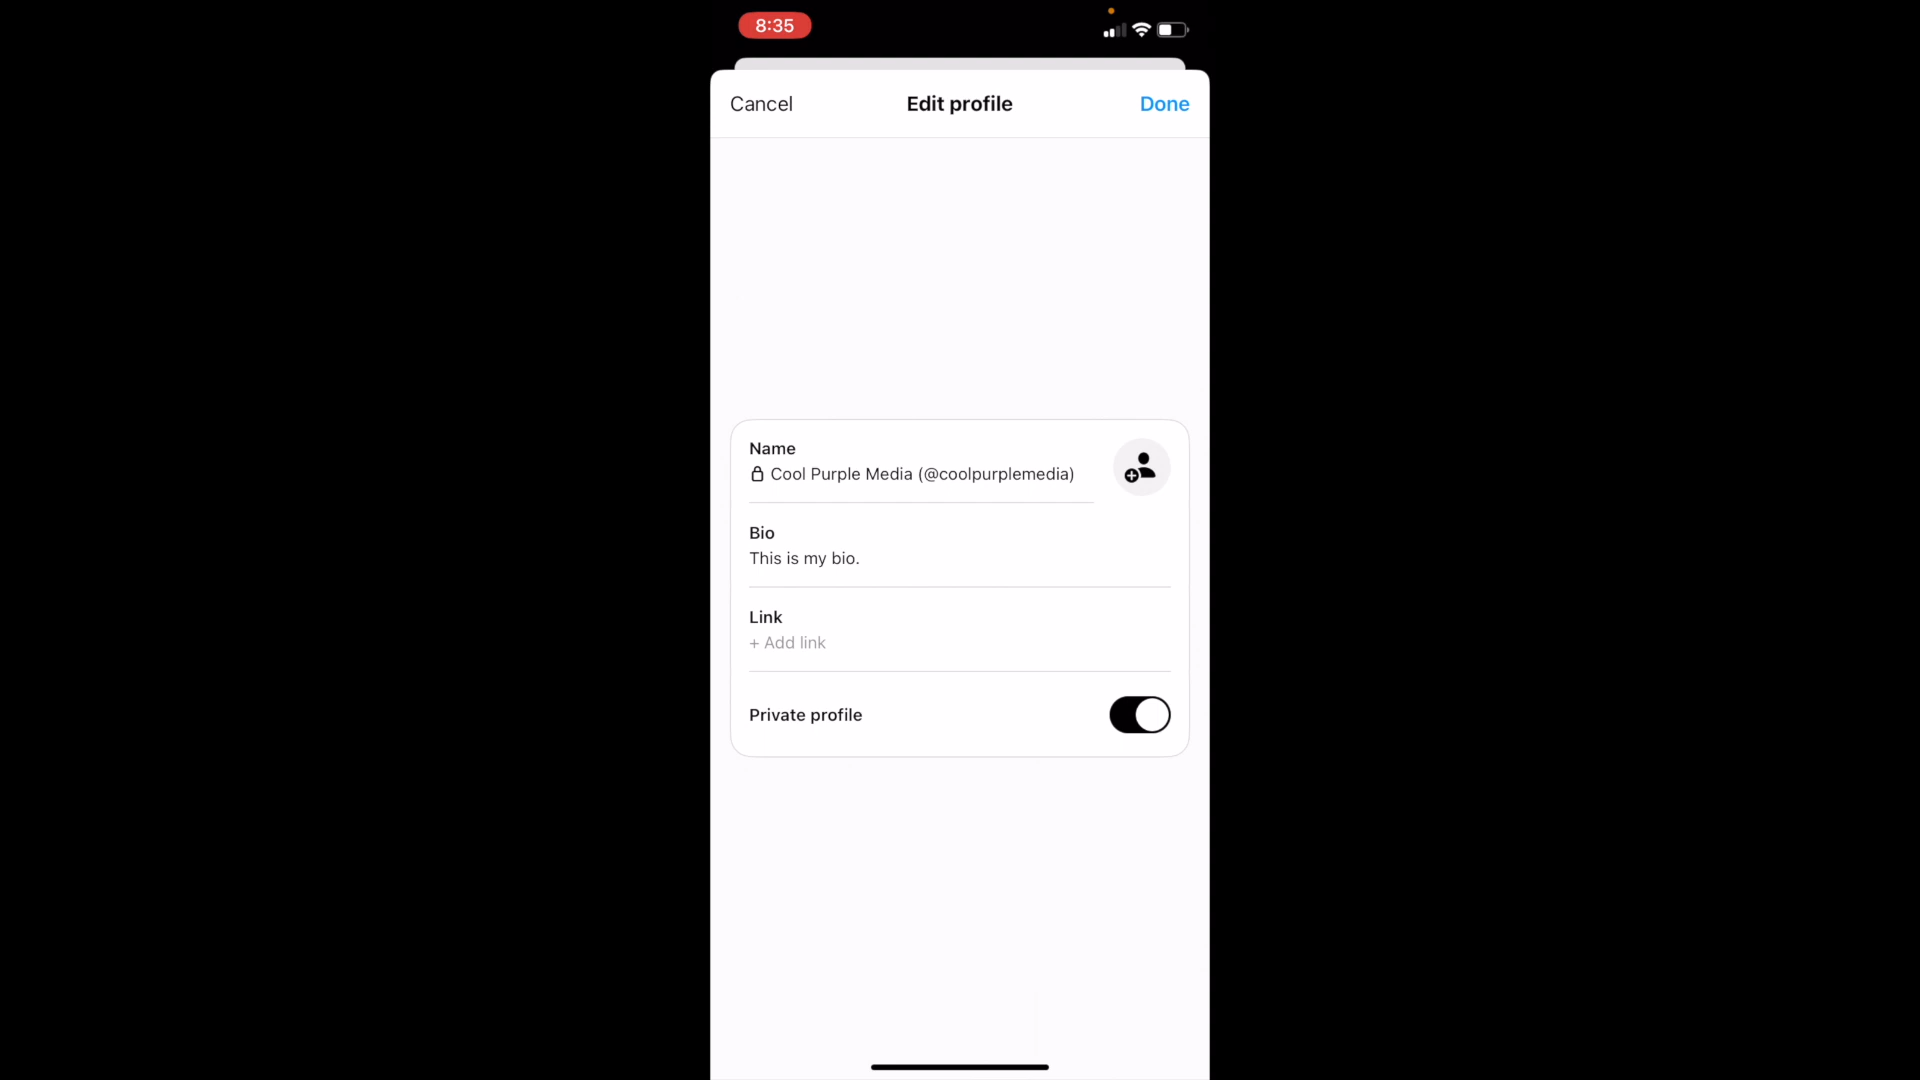 8:35
Cancel
Edit profile
Done
Name
Cool Purple Media (@coolpurplemedia)
Bio
This is my bio.
Link
+ Add link
Private profile